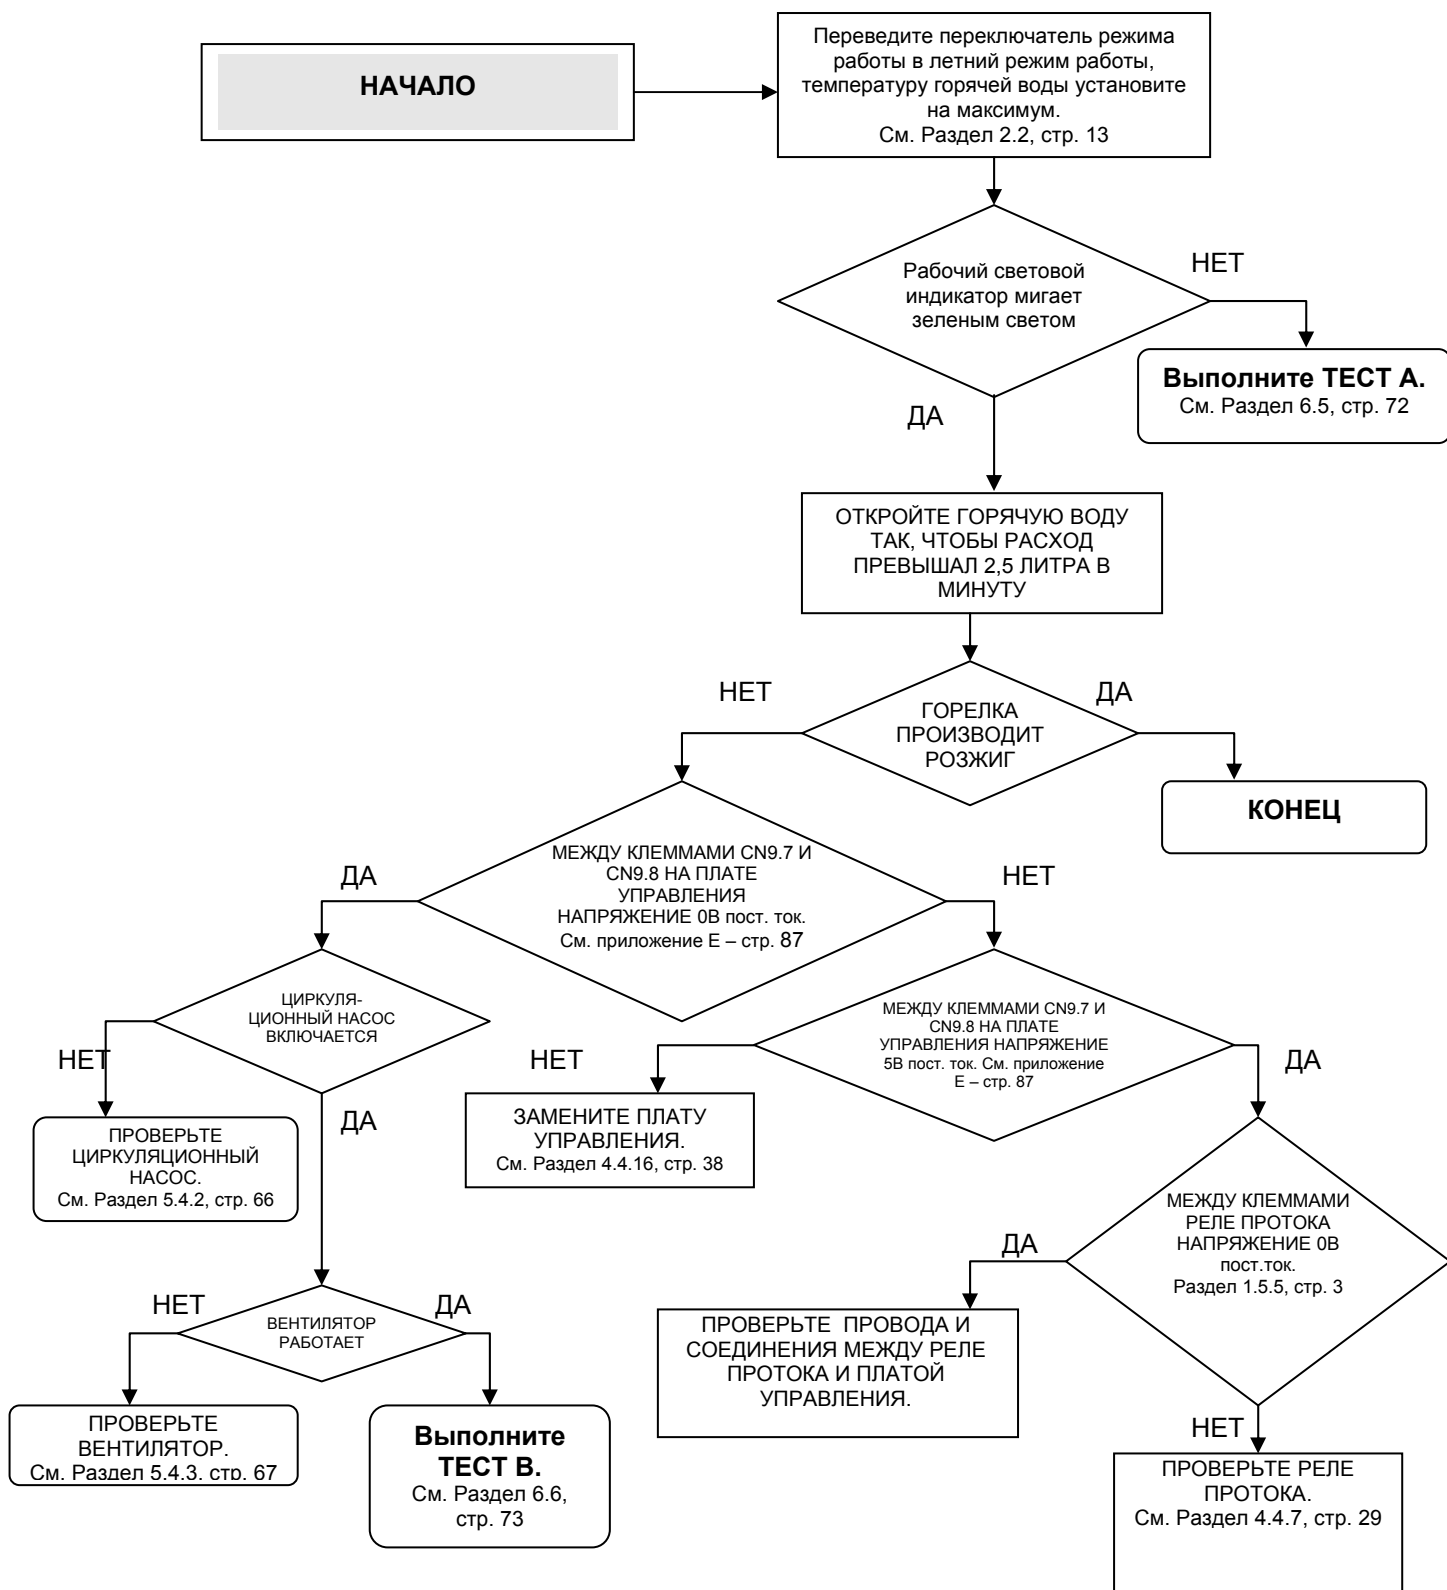 НАЧАЛО
Переведите переключатель режима
работы в летний режим работы,
температуру горячей воды установите
на максимум.
См. Раздел 2.2, стр. 13
Рабочий световой
индикатор мигает
зеленым светом
НЕТ
Выполните ТЕСТ А.
См. Раздел 6.5, стр. 72
ДА
ОТКРОЙТЕ ГОРЯЧУЮ ВОДУ
ТАК, ЧТОБЫ РАСХОД
ПРЕВЫШАЛ 2,5 ЛИТРА В
МИНУТУ
НЕТ
ДА
ГОРЕЛКА
ПРОИЗВОДИТ
РОЗЖИГ
КОНЕЦ
МЕЖДУ КЛЕММАМИ CN9.7 И
CN9.8 НА ПЛАТЕ
УПРАВЛЕНИЯ
НАПРЯЖЕНИЕ 0В пост. ток.
См. приложение Е – стр. 87
ДА
НЕТ
ЦИРКУЛЯ-
ЦИОННЫЙ НАСОС
ВКЛЮЧАЕТСЯ
МЕЖДУ КЛЕММАМИ CN9.7 И
CN9.8 НА ПЛАТЕ
УПРАВЛЕНИЯ НАПРЯЖЕНИЕ
5В пост. ток. См. приложение
Е – стр. 87
НЕТ
НЕТ
ДА
ДА
ПРОВЕРЬТЕ
ЦИРКУЛЯЦИОННЫЙ
НАСОС.
См. Раздел 5.4.2, стр. 66
ЗАМЕНИТЕ ПЛАТУ
УПРАВЛЕНИЯ.
См. Раздел 4.4.16, стр. 38
МЕЖДУ КЛЕММАМИ
РЕЛЕ ПРОТОКА
НАПРЯЖЕНИЕ 0В
пост.ток.
Раздел 1.5.5, стр. 3
ДА
НЕТ
ДА
ВЕНТИЛЯТОР
РАБОТАЕТ
ПРОВЕРЬТЕ ПРОВОДА И
СОЕДИНЕНИЯ МЕЖДУ РЕЛЕ
ПРОТОКА И ПЛАТОЙ
УПРАВЛЕНИЯ.
ПРОВЕРЬТЕ
ВЕНТИЛЯТОР.
См. Раздел 5.4.3. стр. 67
Выполните
ТЕСТ В.
См. Раздел 6.6,
стр. 73
НЕТ
ПРОВЕРЬТЕ РЕЛЕ
ПРОТОКА.
См. Раздел 4.4.7, стр. 29